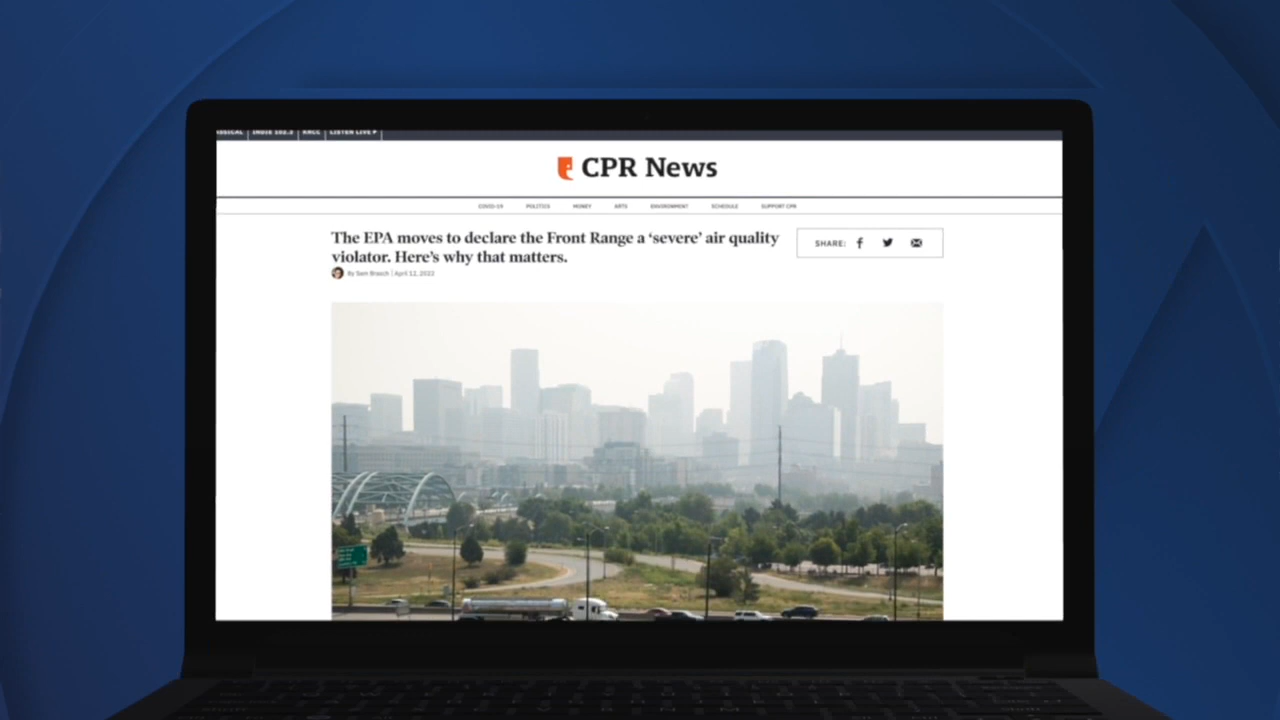 INDIE 102.3 KRCC LISTEN LIVE
CPR News
COVID-19 POLITICS MONEY ARTS ENVIRONMENT SCHEDULE SUPPORT CPR
The EPA moves to declare the Front Range a ‘severe’ air quality
violator. Here’s why that matters.
SHARE:
By Sam Brasch | April 12, 2022